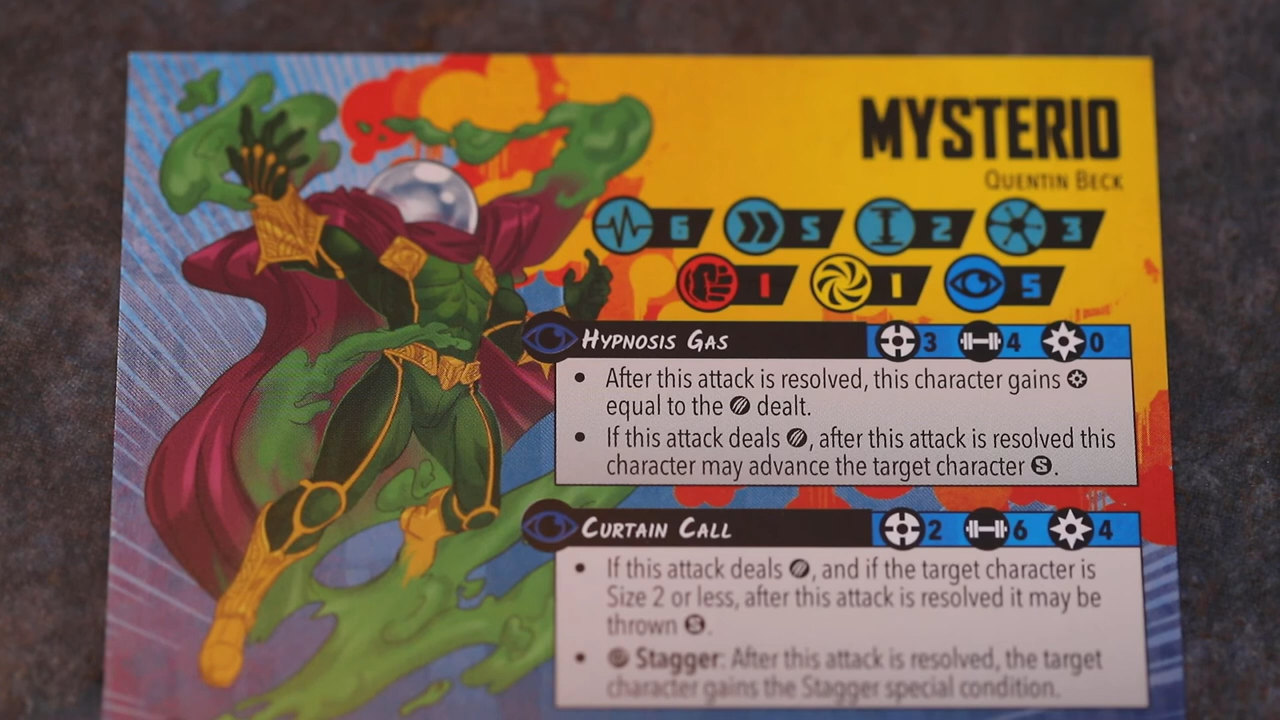 MYSTERIO
QUENTIN BECK
6 5 2 3
1 1 5
HYPNOSIS GAS 3 4 0
• After this attack is resolved, this character gains
equal to the dealt.
• If this attack deals , after this attack is resolved this
character may advance the target character S.
CURTAIN CALL 2 6 4
• If this attack deals , and if the target character is
Size 2 or less, after this attack is resolved it may be
thrown S.
• Stagger: After this attack is resolved, the target
character gains the Stagger special condition.